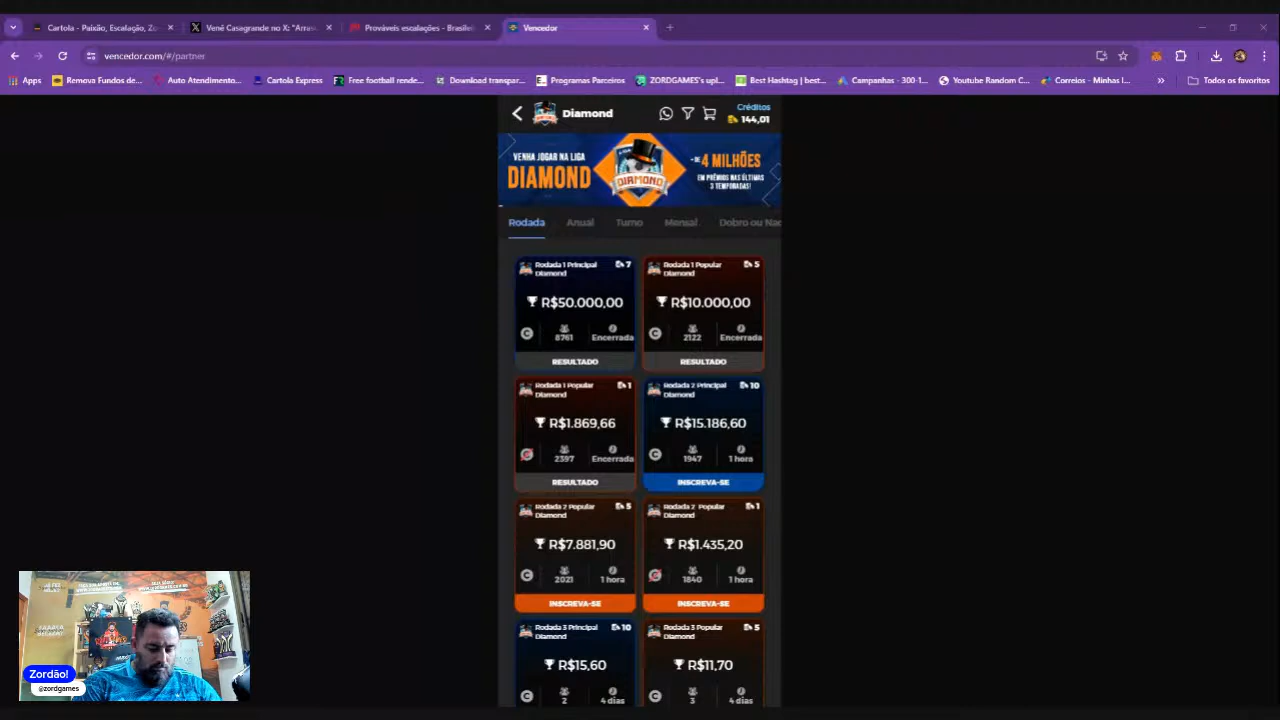 Cartola - Paixão, Escalação, Zo
Venê Casagrande no X: "Arras
Prováveis escalações - Brasilei
Vencedor
vencedor.com/#/partner
Apps
Remova Fundos de...
Auto Atendimento...
Cartola Express
Free football rende...
Download transpar...
Programas Parceiros
ZORDGAMES's upl...
Best Hashtag | best...
Campanhas - 300-1...
Youtube Random C...
Correios - Minhas I...
»
Todos os favoritos
Diamond
Créditos
144,01
VENHA JOGAR NA LIGA
DIAMOND
DIAMOND
+DE 4 MILHÕES
EM PRÊMIOS NAS ÚLTIMAS
3 TEMPORADAS!
Rodada
Anual
Turno
Mensal
Dobro ou Nad
Rodada 1 Principal
Diamond
7
R$50.000,00
8761
Encerrada
RESULTADO
Rodada 1 Popular
Diamond
5
R$10.000,00
2122
Encerrada
RESULTADO
Rodada 1 Popular
Diamond
1
R$1.869,66
2397
Encerrada
RESULTADO
Rodada 2 Principal
Diamond
10
R$15.186,60
1947
1 hora
INSCREVA-SE
Rodada 2 Popular
Diamond
5
R$7.881,90
2021
1 hora
INSCREVA-SE
Rodada 2 Popular
Diamond
1
R$1.435,20
1840
1 hora
INSCREVA-SE
Rodada 3 Principal
Diamond
10
R$15,60
2
4 dias
Rodada 3 Popular
Diamond
5
R$11,70
3
4 dias
Zordão!
@zordgames